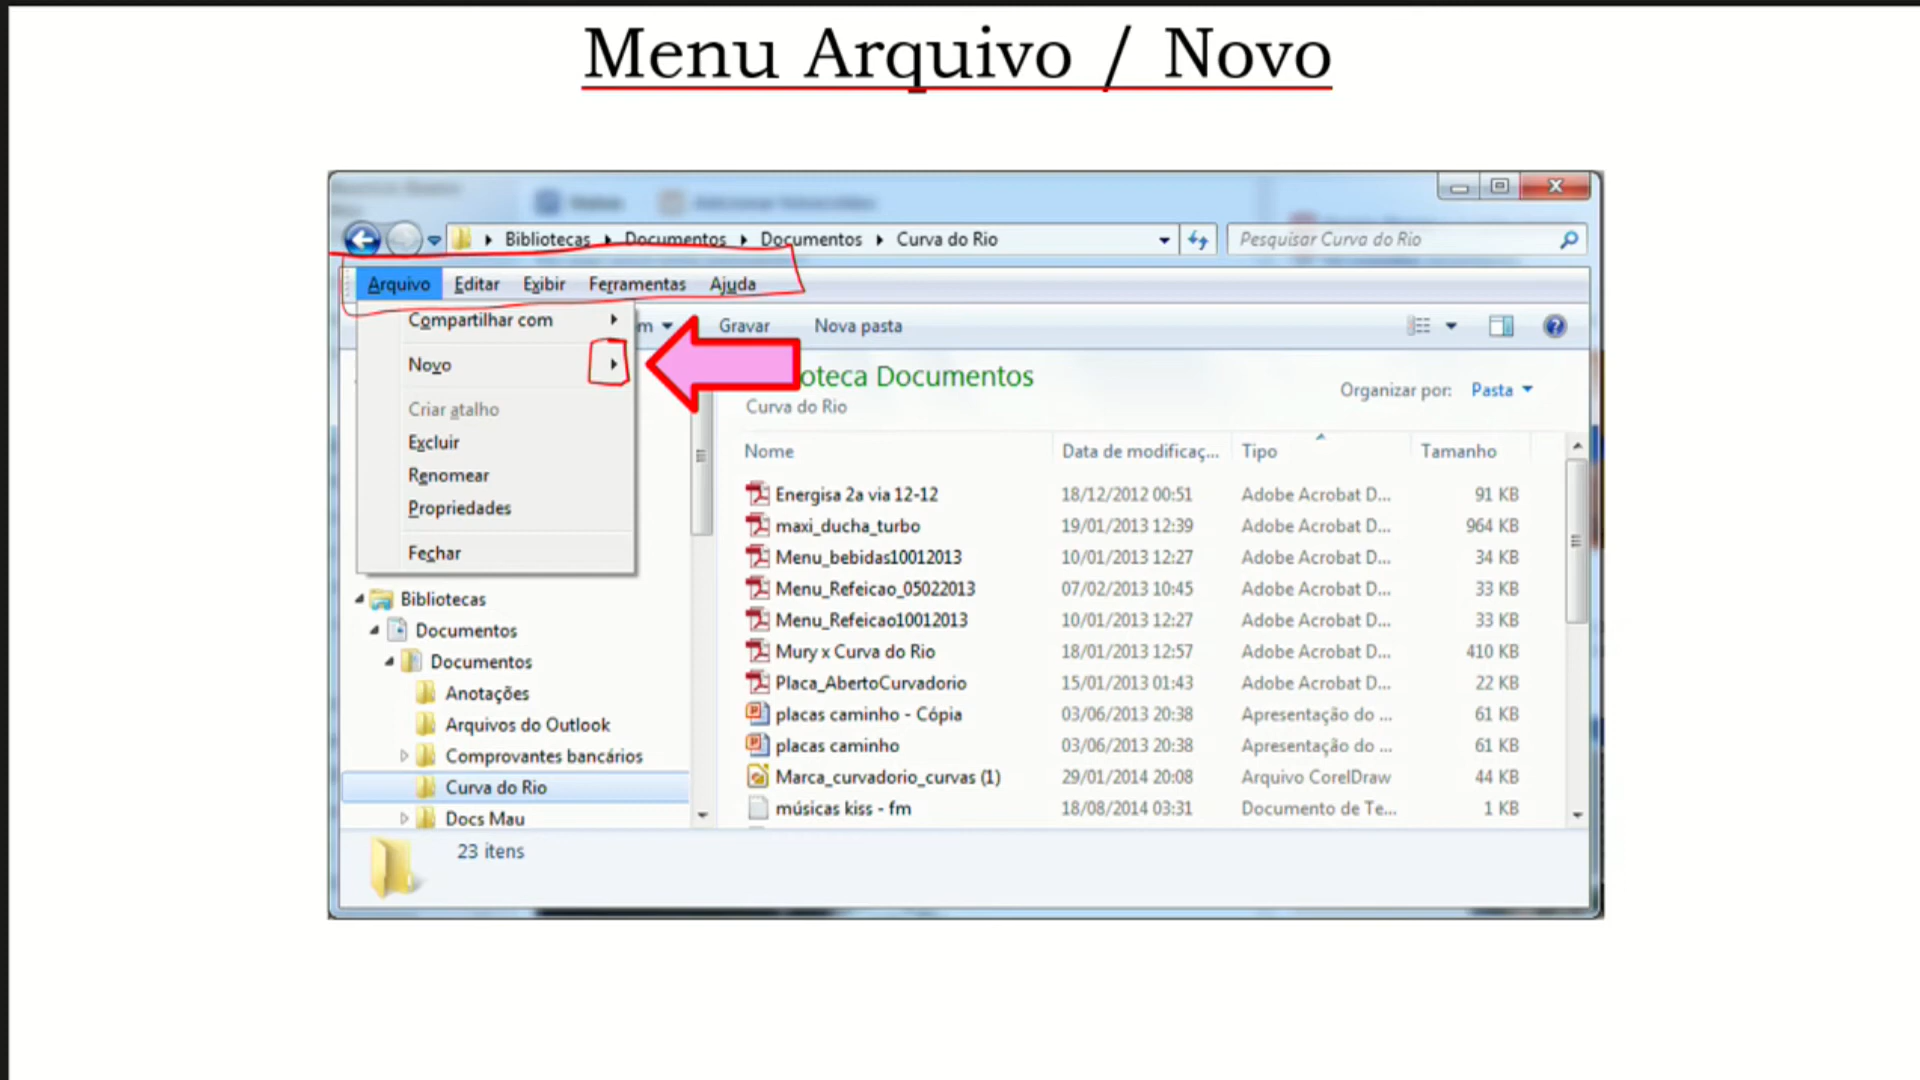 Menu Arquivo / Novo
Bibliotecas Documentos Documentos Curva do Rio
Pesquisar Curva do Rio
Arquivo Editar Exibir Ferramentas Ajuda
Compartilhar com
m Gravar Nova pasta
Novo
Criar atalho
Excluir
Renomear
Propriedades
Fechar
oteca Documentos
Curva do Rio
Organizar por: Pasta
Nome Data de modificaç... Tipo Tamanho
Energisa 2a via 12-12 18/12/2012 00:51 Adobe Acrobat D... 91 KB
maxi_ducha_turbo 19/01/2013 12:39 Adobe Acrobat D... 964 KB
Menu_bebidas10012013 10/01/2013 12:27 Adobe Acrobat D... 34 KB
Menu_Refeicao_05022013 07/02/2013 10:45 Adobe Acrobat D... 33 KB
Menu_Refeicao10012013 10/01/2013 12:27 Adobe Acrobat D... 33 KB
Mury x Curva do Rio 18/01/2013 12:57 Adobe Acrobat D... 410 KB
Placa_AbertoCurvadorio 15/01/2013 01:43 Adobe Acrobat D... 22 KB
placas caminho - Cópia 03/06/2013 20:38 Apresentação do ... 61 KB
placas caminho 03/06/2013 20:38 Apresentação do ... 61 KB
Marca_curvadorio_curvas (1) 29/01/2014 20:08 Arquivo CorelDraw 44 KB
músicas kiss - fm 18/08/2014 03:31 Documento de Te... 1 KB
Bibliotecas
Documentos
Documentos
Anotações
Arquivos do Outlook
Comprovantes bancários
Curva do Rio
Docs Mau
23 itens